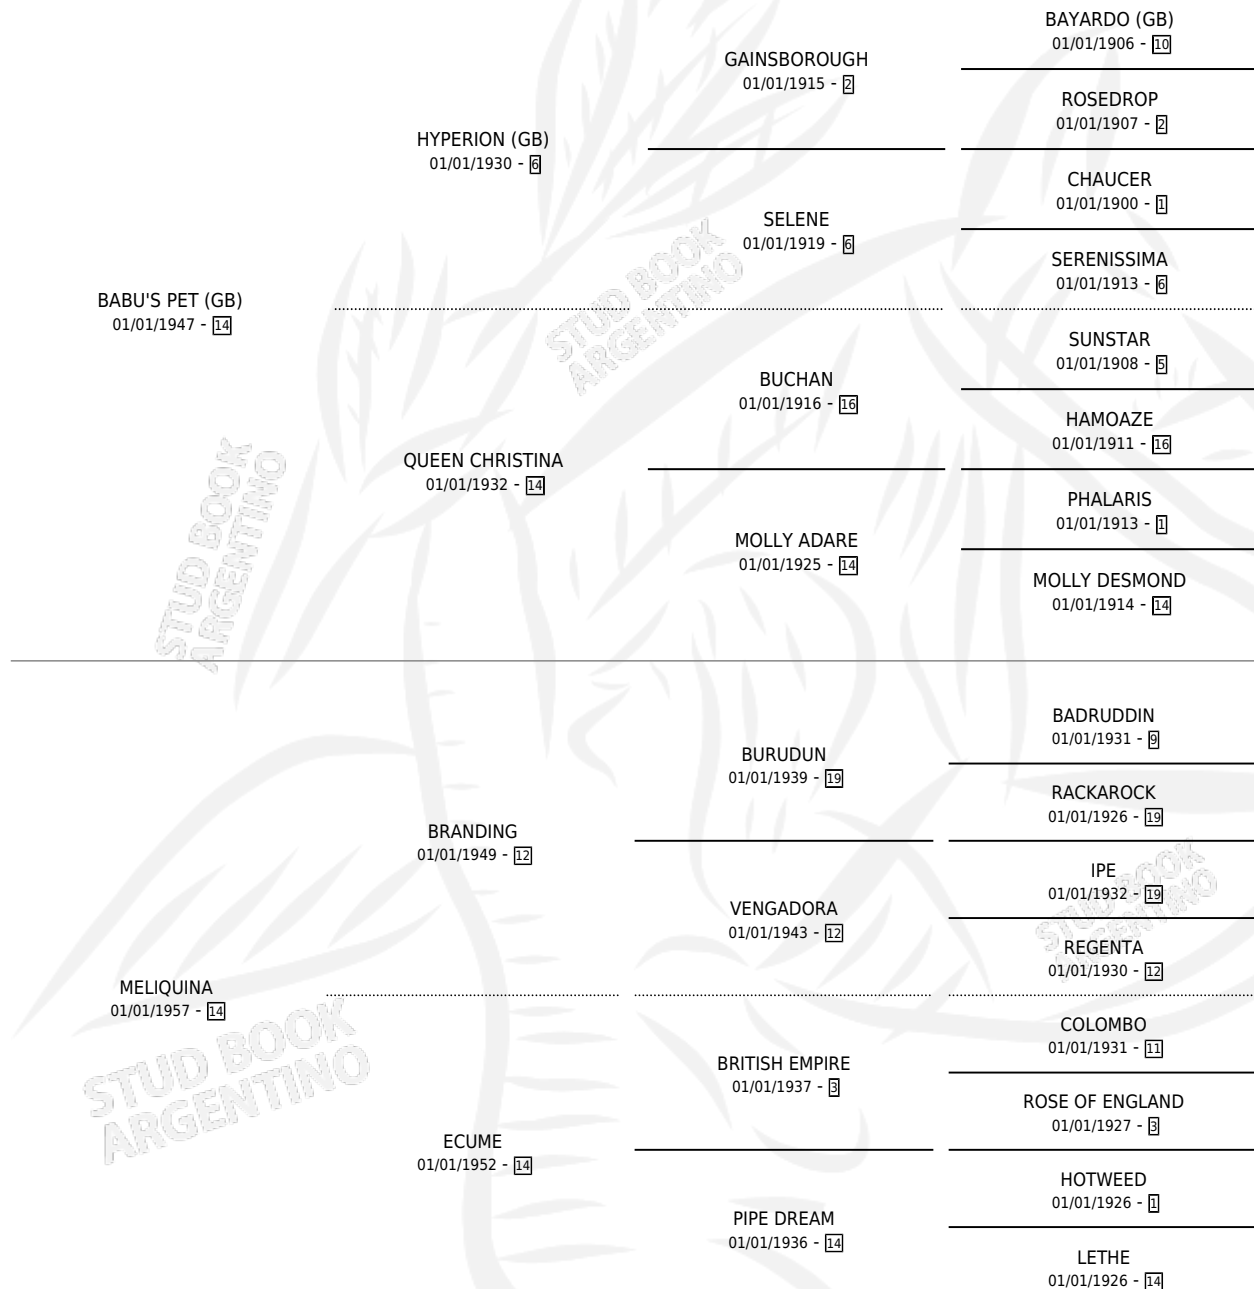 BAYARDO (GB)
01/01/1906 - 10
GAINSBOROUGH
01/01/1915 - 2
ROSEDROP
01/01/1907 - 2
HYPERION (GB)
01/01/1930 - 6
CHAUCER
01/01/1900 - 1
SELENE
01/01/1919 - 6
SERENISSIMA
01/01/1913 - 6
BABU'S PET (GB)
01/01/1947 - 14
SUNSTAR
01/01/1908 - 5
BUCHAN
01/01/1916 - 16
HAMOAZE
01/01/1911 - 16
QUEEN CHRISTINA
01/01/1932 - 14
PHALARIS
01/01/1913 - 1
MOLLY ADARE
01/01/1925 - 14
MOLLY DESMOND
01/01/1914 - 14
BADRUDDIN
01/01/1931 - 9
BURUDUN
01/01/1939 - 19
RACKAROCK
01/01/1926 - 19
BRANDING
01/01/1949 - 12
IPE
01/01/1932 - 19
VENGADORA
01/01/1943 - 12
REGENTA
01/01/1930 - 12
MELIQUINA
01/01/1957 - 14
COLOMBO
01/01/1931 - 11
BRITISH EMPIRE
01/01/1937 - 3
ROSE OF ENGLAND
01/01/1927 - 3
ECUME
01/01/1952 - 14
HOTWEED
01/01/1926 - 1
PIPE DREAM
01/01/1936 - 14
LETHE
01/01/1926 - 14
STUD BOOK
ARGENTINO
STUD BOOK
ARGENTINO
STUD BOOK
ARGENTINO
STUD BOOK
ARGENTINO